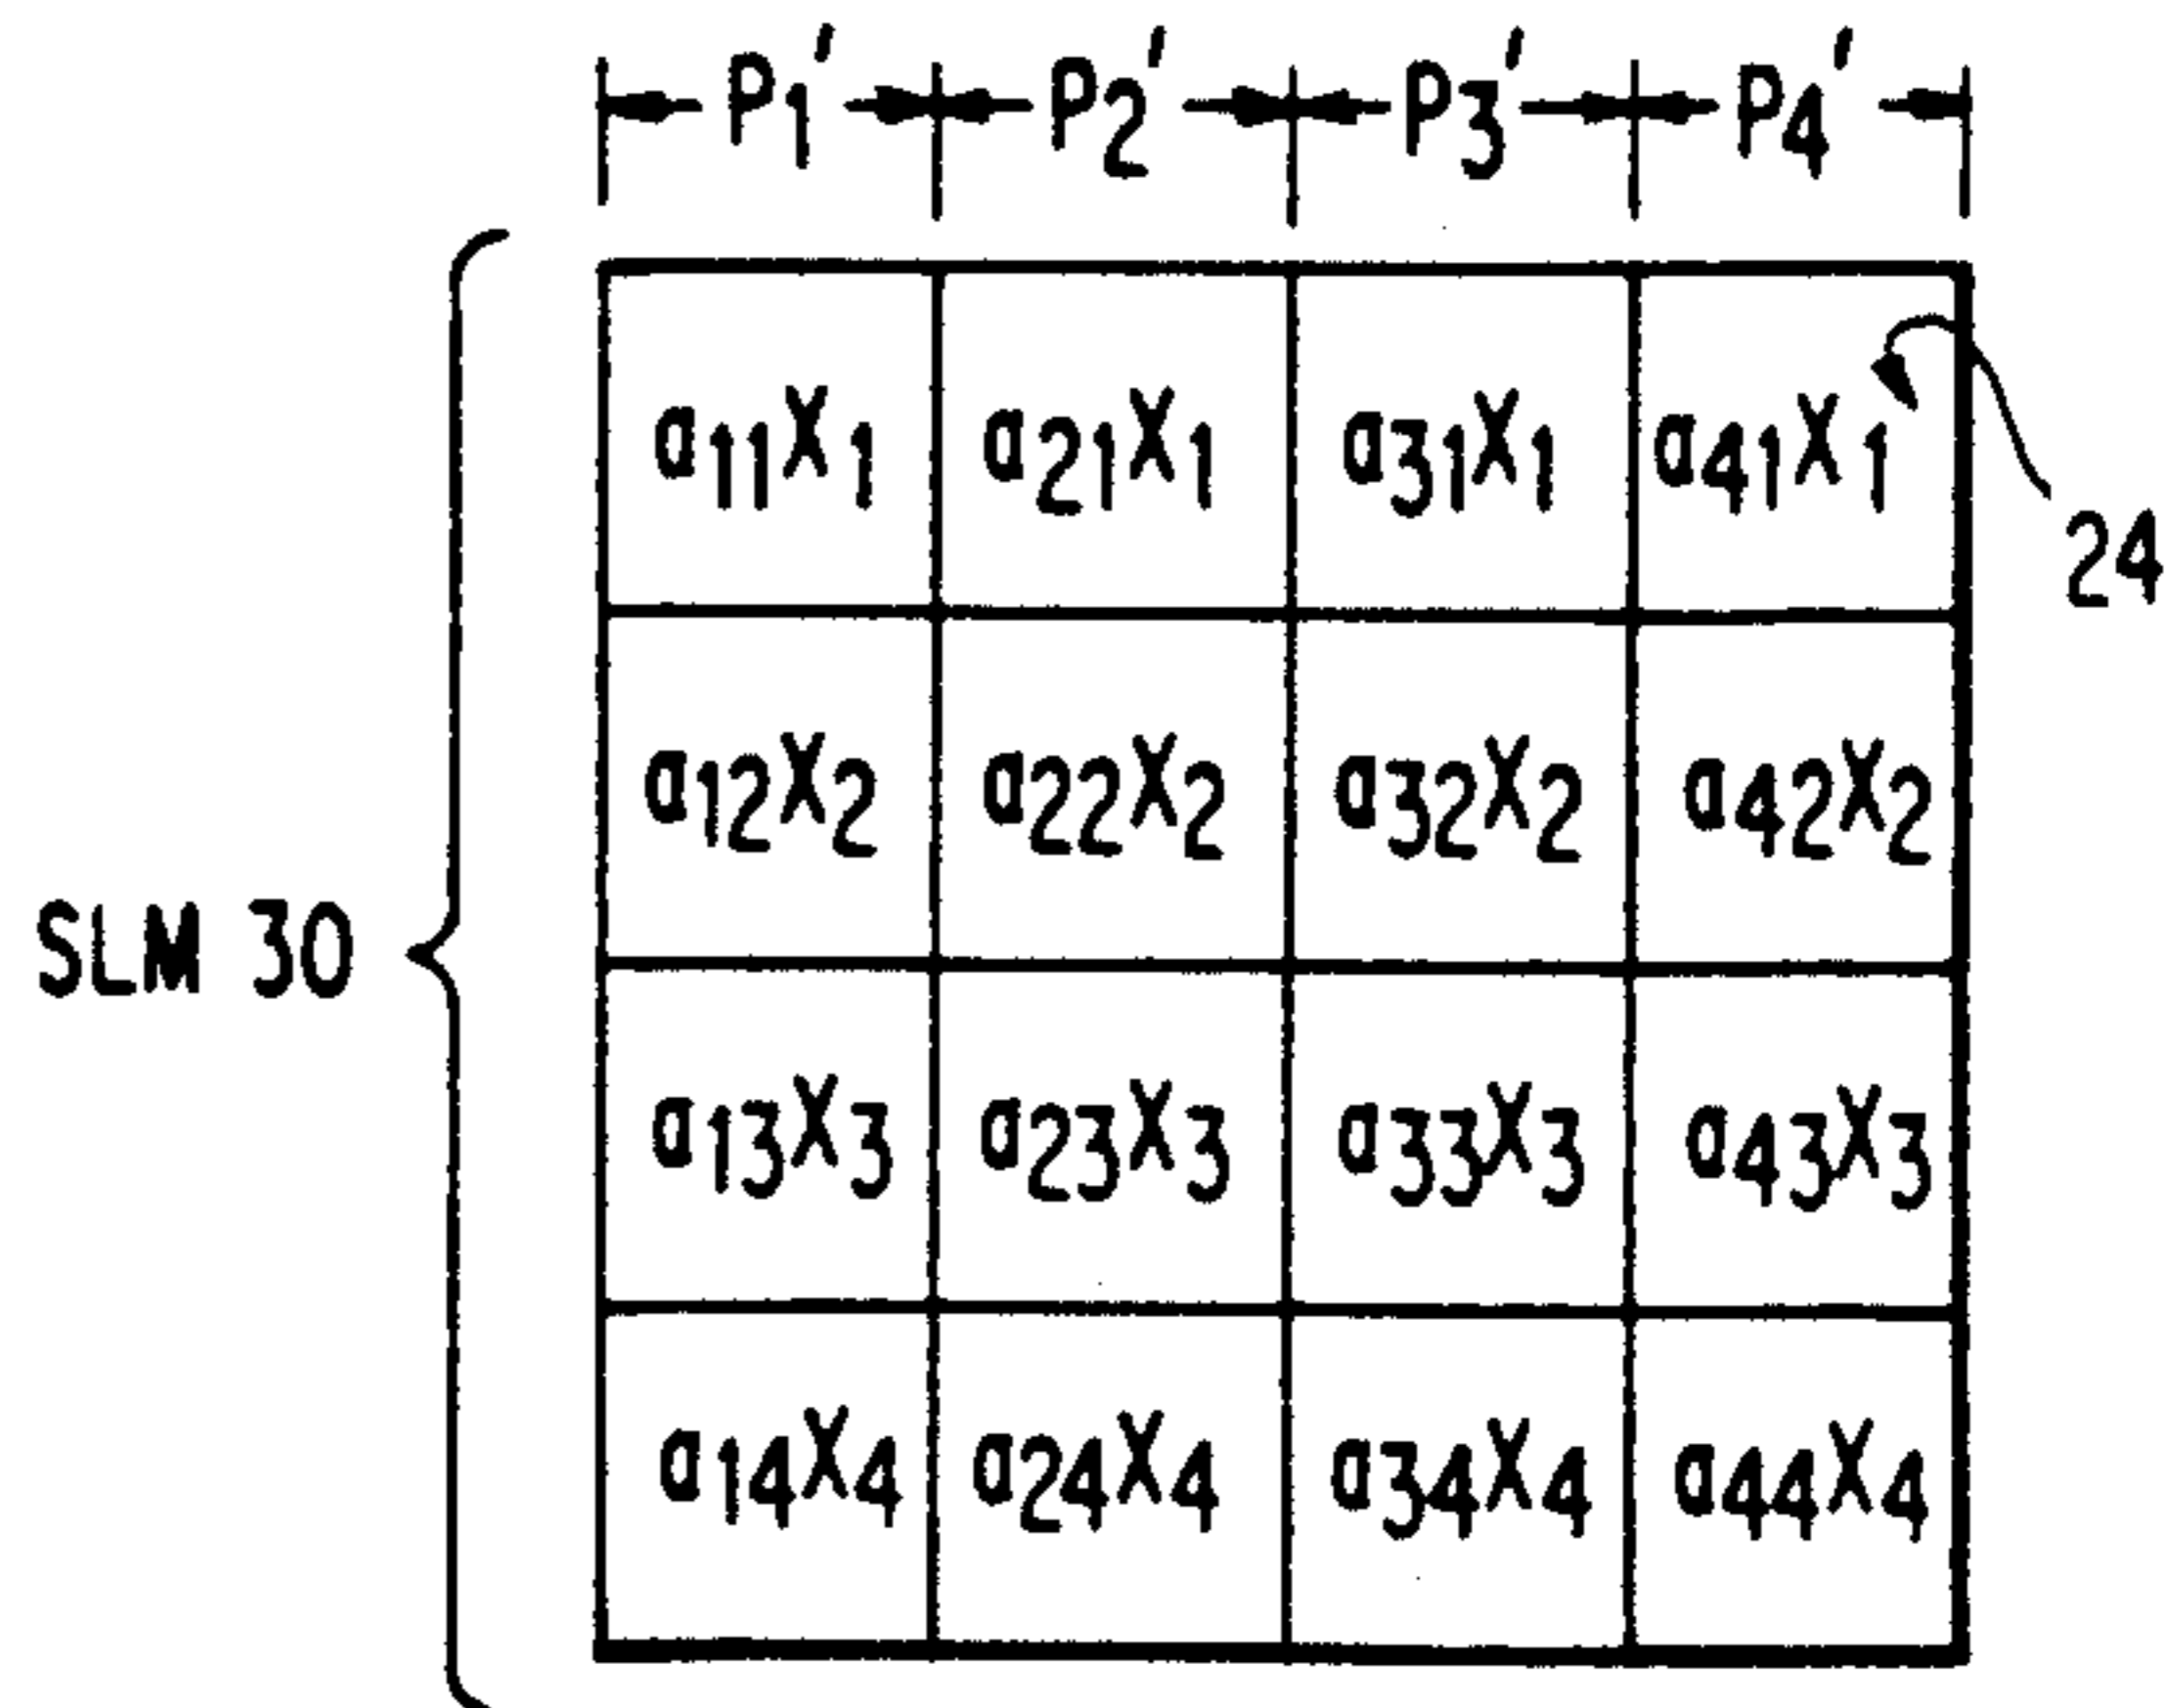 P₁' P₂' P₃' P₄'
a₁₁X₁ a₂₁X₁ a₃₁X₁ a₄₁X₁
24
a₁₂X₂ a₂₂X₂ a₃₂X₂ a₄₂X₂
SLM 30
a₁₃X₃ a₂₃X₃ a₃₃X₃ a₄₃X₃
a₁₄X₄ a₂₄X₄ a₃₄X₄ a₄₄X₄